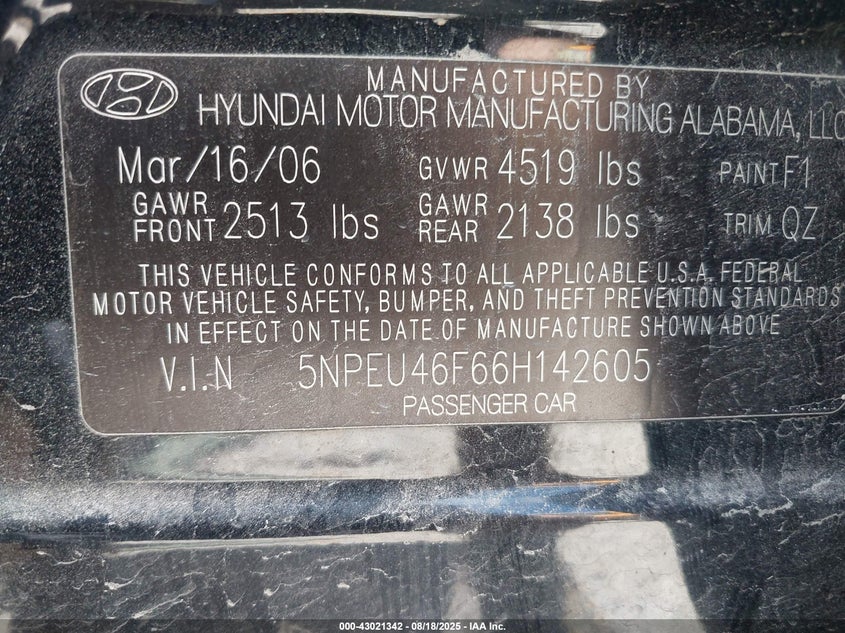 MANUFACTURED BY
HYUNDAI MOTOR MANUFACTURING ALABAMA, LLC
Mar/16/06 GVWR 4519 lbs PAINT F1
GAWR FRONT 2513 lbs GAWR REAR 2138 lbs TRIM QZ
THIS VEHICLE CONFORMS TO ALL APPLICABLE U.S.A. FEDERAL
MOTOR VEHICLE SAFETY, BUMPER, AND THEFT PREVENTION STANDARDS
IN EFFECT ON THE DATE OF MANUFACTURE SHOWN ABOVE
V.I.N 5NPEU46F66H142605
PASSENGER CAR
000-43021342 - 08/18/2025 - IAA Inc.